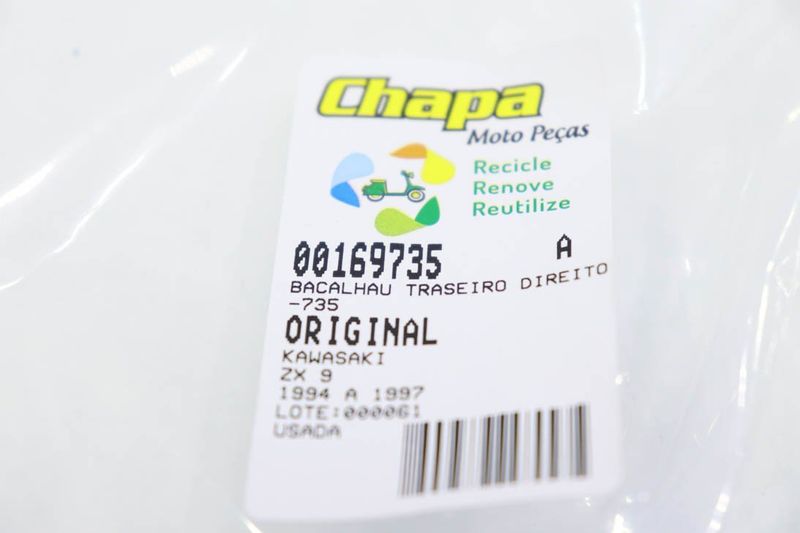 Chapa
Moto Peças
Recicle
Renove
Reutilize
00169735 A
BACALHAU TRASEIRO DIREITO
-735
ORIGINAL
KAWASAKI
ZX 9
1994 A 1997
LOTE:000061
USADA